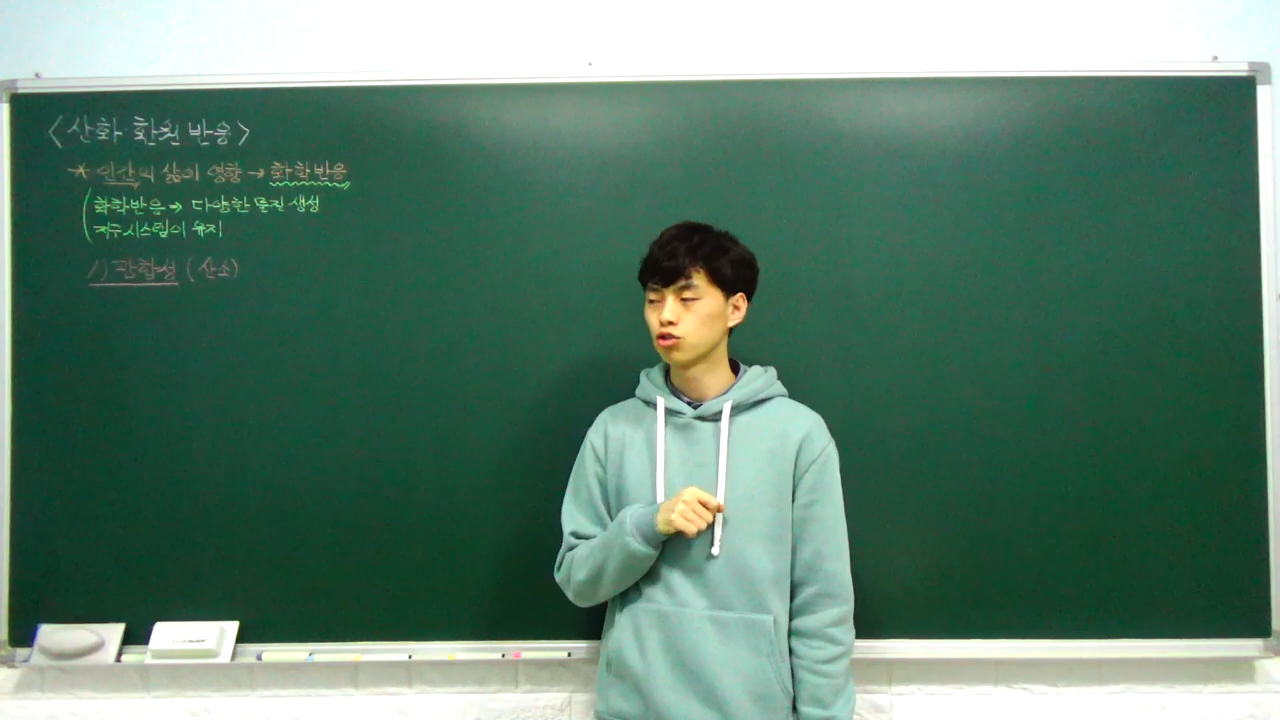 <산화 환원 반응>
* 인간의 삶이 영향 → 화학반응
화학반응 → 다양한 물질 생성
지구시스템이 유지
1) 광합성 (산소)